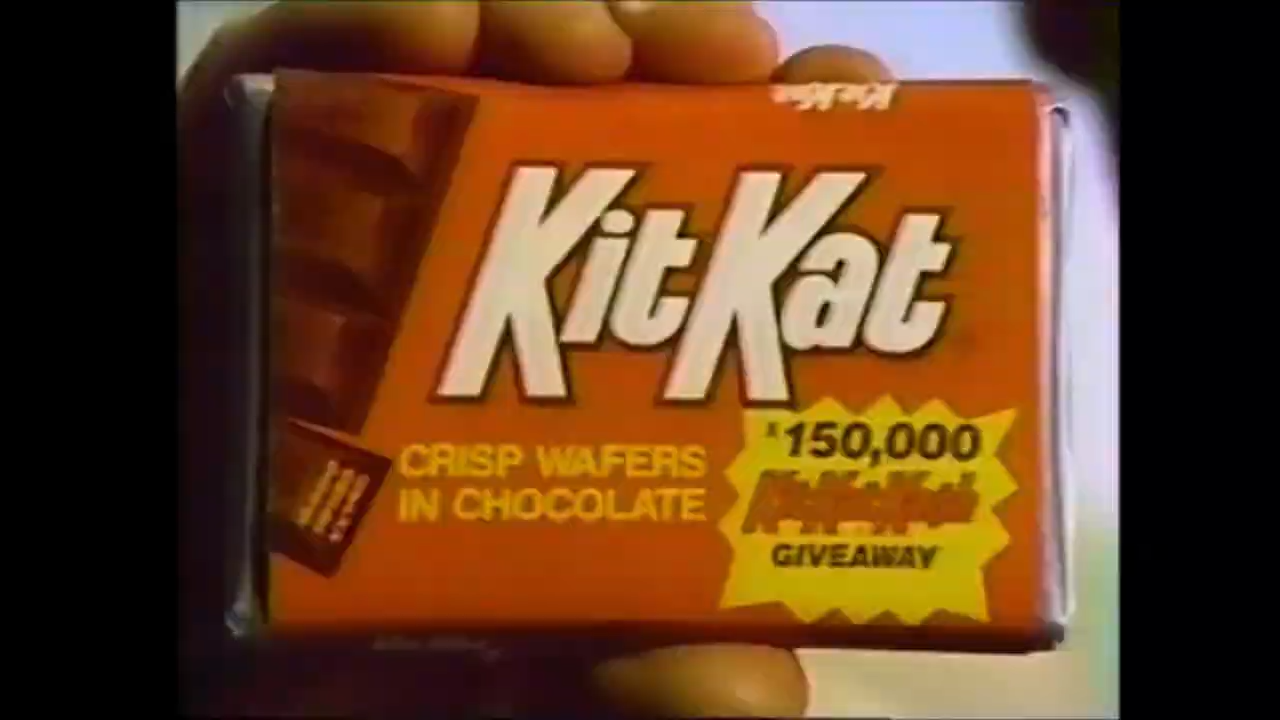 KitKat
CRISP WAFERS
IN CHOCOLATE
$150,000
GIVEAWAY